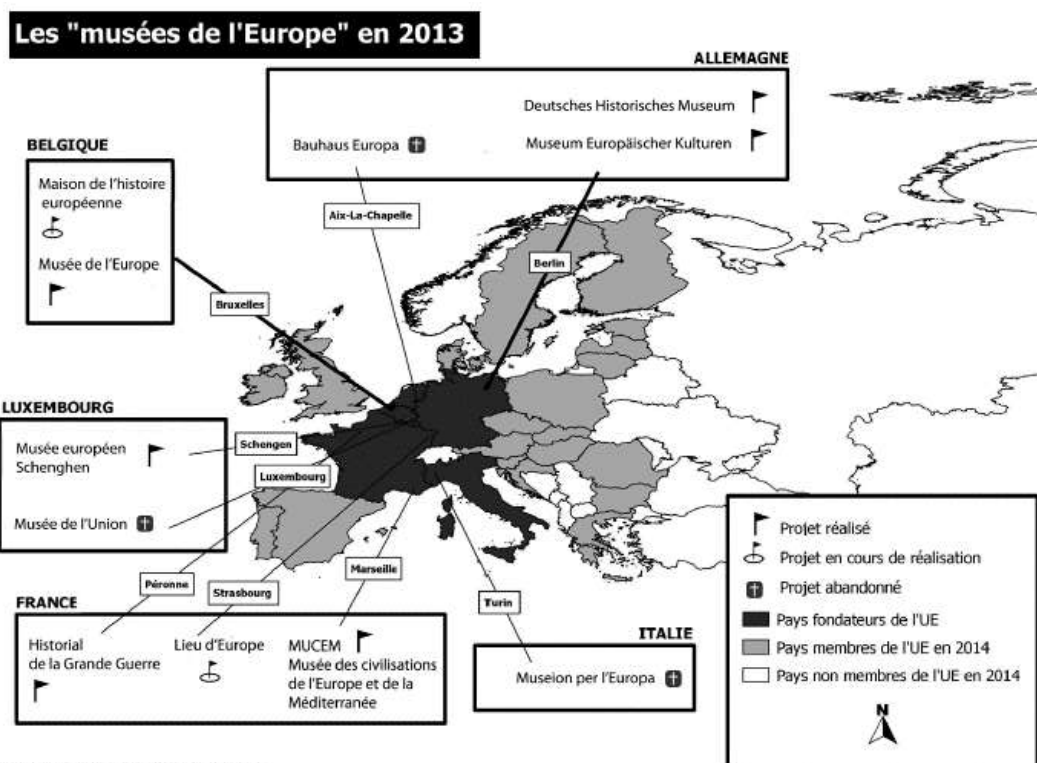 Les "musées de l'Europe" en 2013
ALLEMAGNE
Deutsches Historisches Museum
Bauhaus Europa
Museum Europäischer Kulturen
BELGIQUE
Maison de l'histoire
européenne
Musée de l'Europe
Aix-La-Chapelle
Berlin
Bruxelles
LUXEMBOURG
Musée européen
Schenghen
Musée de l'Union
Schengen
Luxembourg
Péronne
Strasbourg
Marseille
Turin
FRANCE
Historial
de la Grande Guerre
Lieu d'Europe
MUCEM
Musée des civilisations
de l'Europe et de la
Méditerranée
ITALIE
Museion per l'Europa
Projet réalisé
Projet en cours de réalisation
Projet abandonné
Pays fondateurs de l'UE
Pays membres de l'UE en 2014
Pays non membres de l'UE en 2014
N